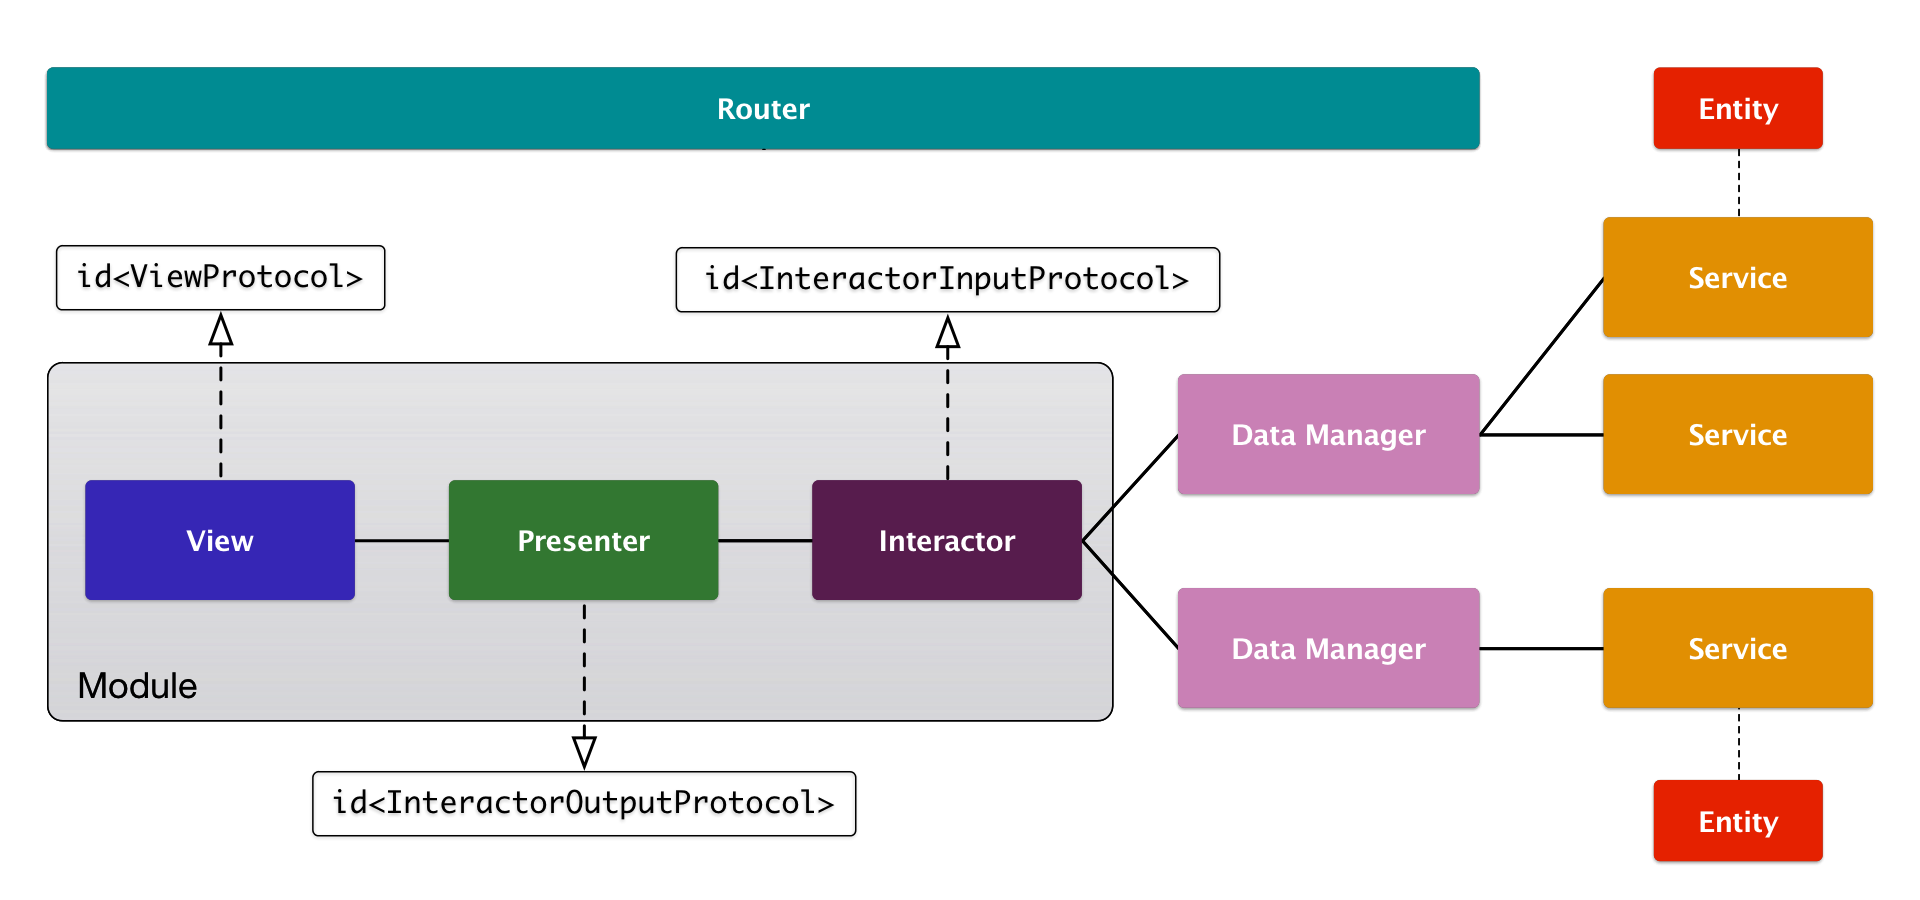 Router
Entity
id<ViewProtocol>
id<InteractorInputProtocol>
Service
Data Manager
Service
View
Presenter
Interactor
Data Manager
Service
Module
id<InteractorOutputProtocol>
Entity